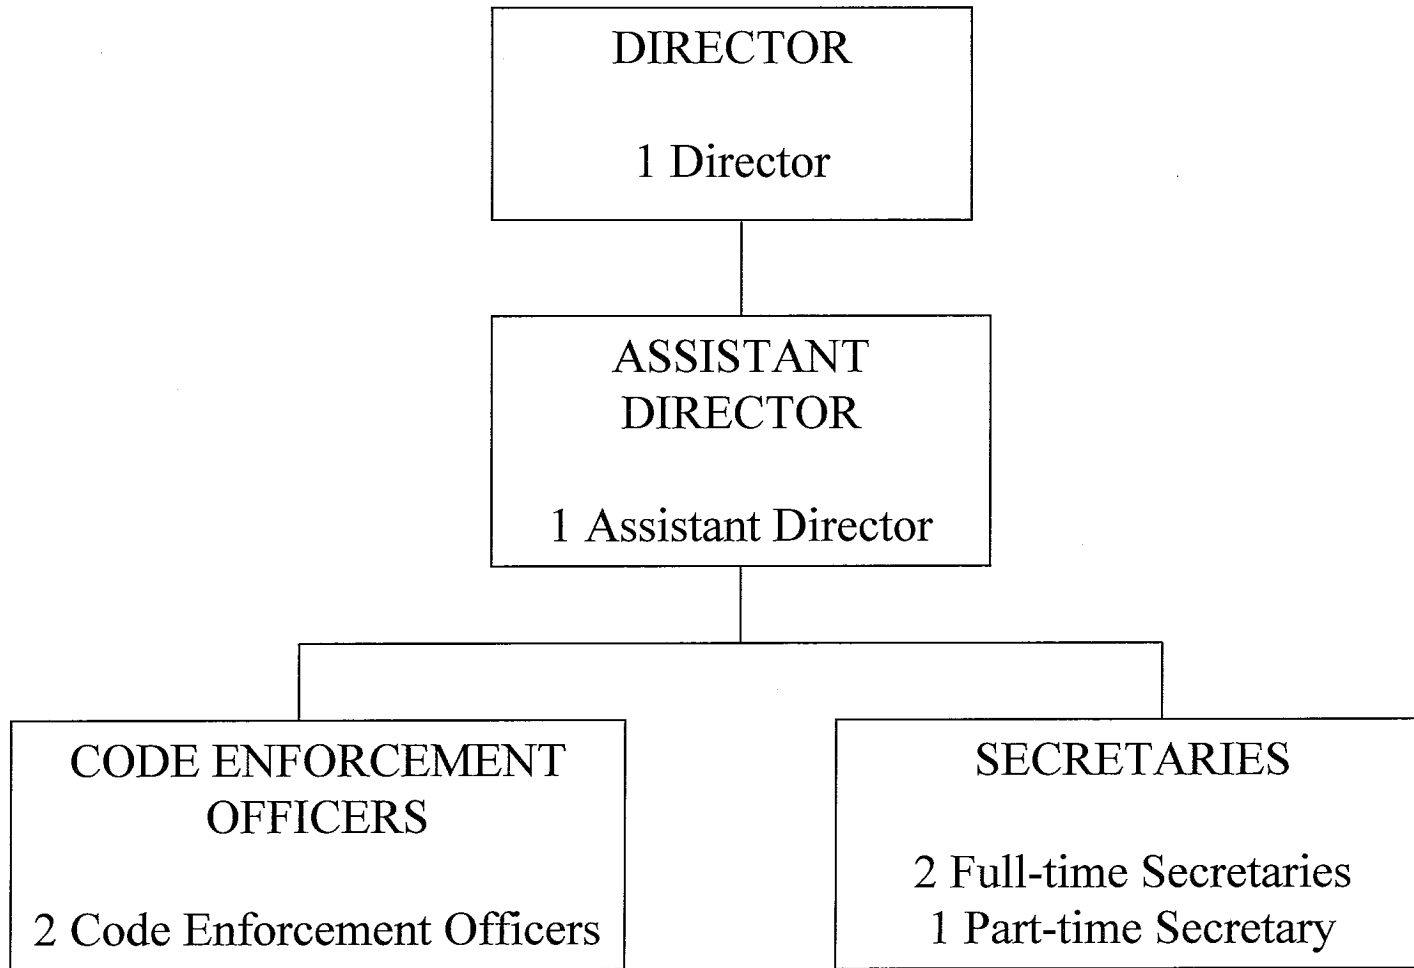 DIRECTOR
1 Director
ASSISTANT
DIRECTOR
1 Assistant Director
CODE ENFORCEMENT
OFFICERS
2 Code Enforcement Officers
SECRETARIES
2 Full-time Secretaries
1 Part-time Secretary